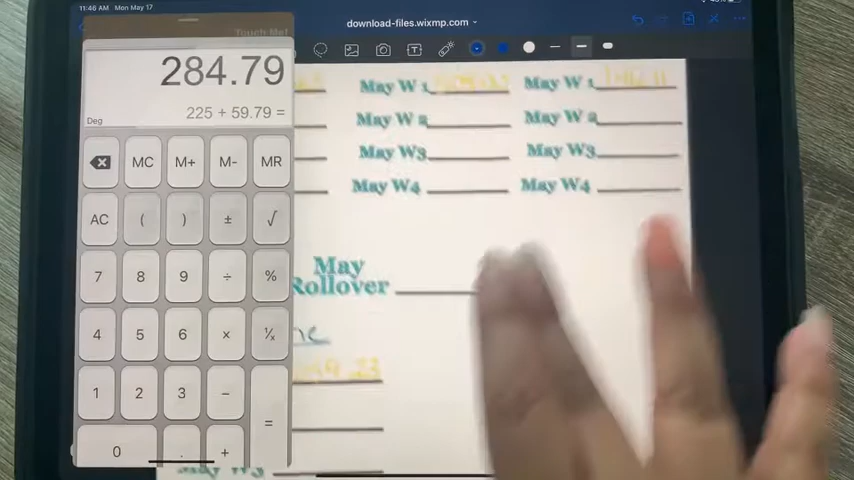 11:46 AM Mon May 17
download-files.wixmp.com
Touch Me!
284.79
225 + 59.79 =
Deg
MC M+ M- MR
AC ( ) ± √
7 8 9 ÷ %
4 5 6 × ¹/x
1 2 3 − =
0 . +
May W 1 May W 1
May W 2 May W 2
May W3 May W3
May W4 May W4
May
Rollover
May W3